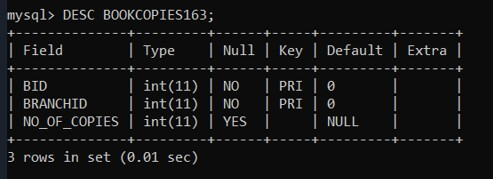 mysql> DESC BOOKCOPIES163;
+--------------+---------+------+-----+---------+-------+
| Field        | Type    | Null | Key | Default | Extra |
+--------------+---------+------+-----+---------+-------+
| BID          | int(11) | NO   | PRI | 0       |       |
| BRANCHID     | int(11) | NO   | PRI | 0       |       |
| NO_OF_COPIES | int(11) | YES  |     | NULL    |       |
+--------------+---------+------+-----+---------+-------+
3 rows in set (0.01 sec)